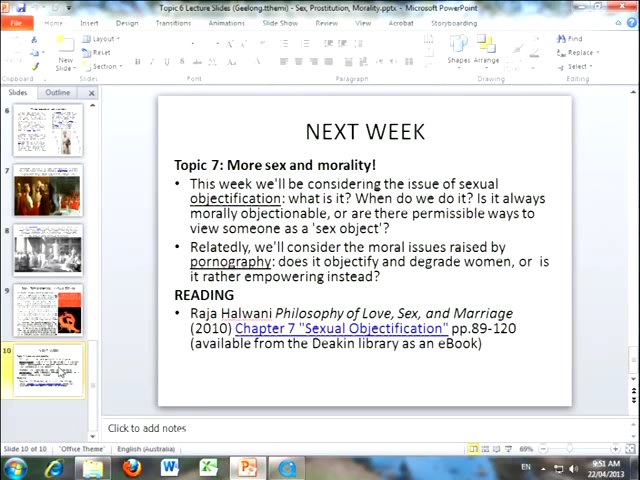 Topic 6 Lecture Slides (Geelong.tthemi) - Sex, Prostitution, Morality.pptx - Microsoft PowerPoint
File Home Insert Design Transitions Animations Slide Show Review View Acrobat Storyboarding
Layout
Reset
Section
New
Slide
Shapes
Arrange
Find
Replace
Select
Clipboard
Slides
Font
Paragraph
Drawing
Editing
Slides Outline
6
7
8
9
10
NEXT WEEK
Topic 7: More sex and morality!
• This week we'll be considering the issue of sexual
objectification: what is it? When do we do it? Is it always
morally objectionable, or are there permissible ways to
view someone as a 'sex object'?
• Relatedly, we'll consider the moral issues raised by
pornography: does it objectify and degrade women, or is
it rather empowering instead?
READING
• Raja Halwani Philosophy of Love, Sex, and Marriage
(2010) Chapter 7 "Sexual Objectification" pp.89-120
(available from the Deakin library as an eBook)
Click to add notes
Slide 10 of 10 "Office Theme" English (Australia) 69%
EN 9:51 AM
22/04/2013